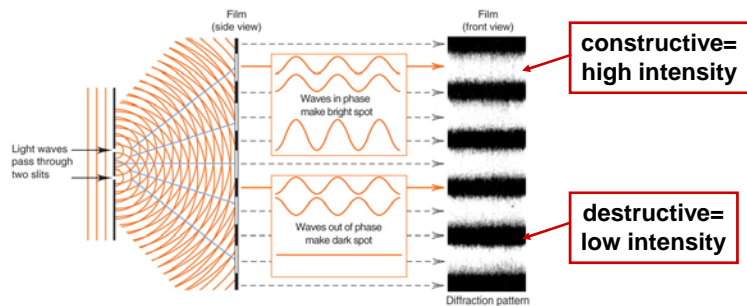 Film
(side view)
Film
(front view)
constructive=
high intensity
Waves in phase
make bright spot
Light waves
pass through
two slits
Waves out of phase
make dark spot
destructive=
low intensity
Diffraction pattern